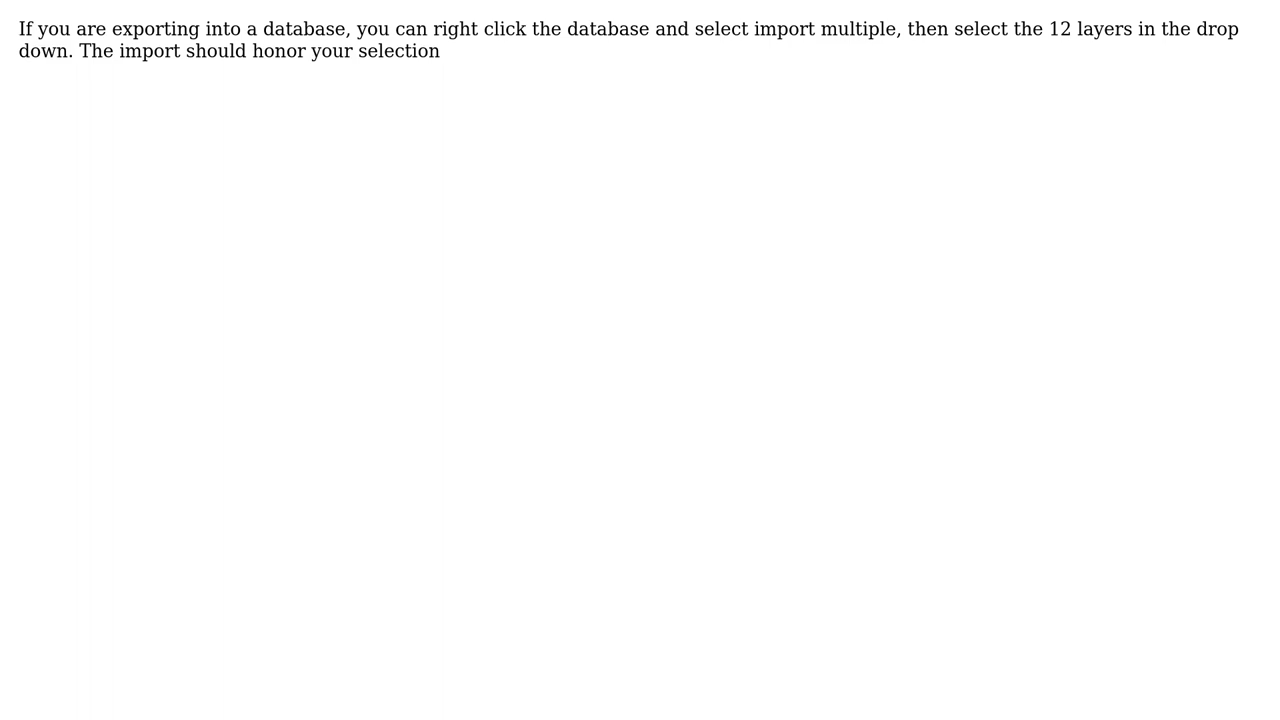 If you are exporting into a database, you can right click the database and select import multiple, then select the 12 layers in the drop
down. The import should honor your selection